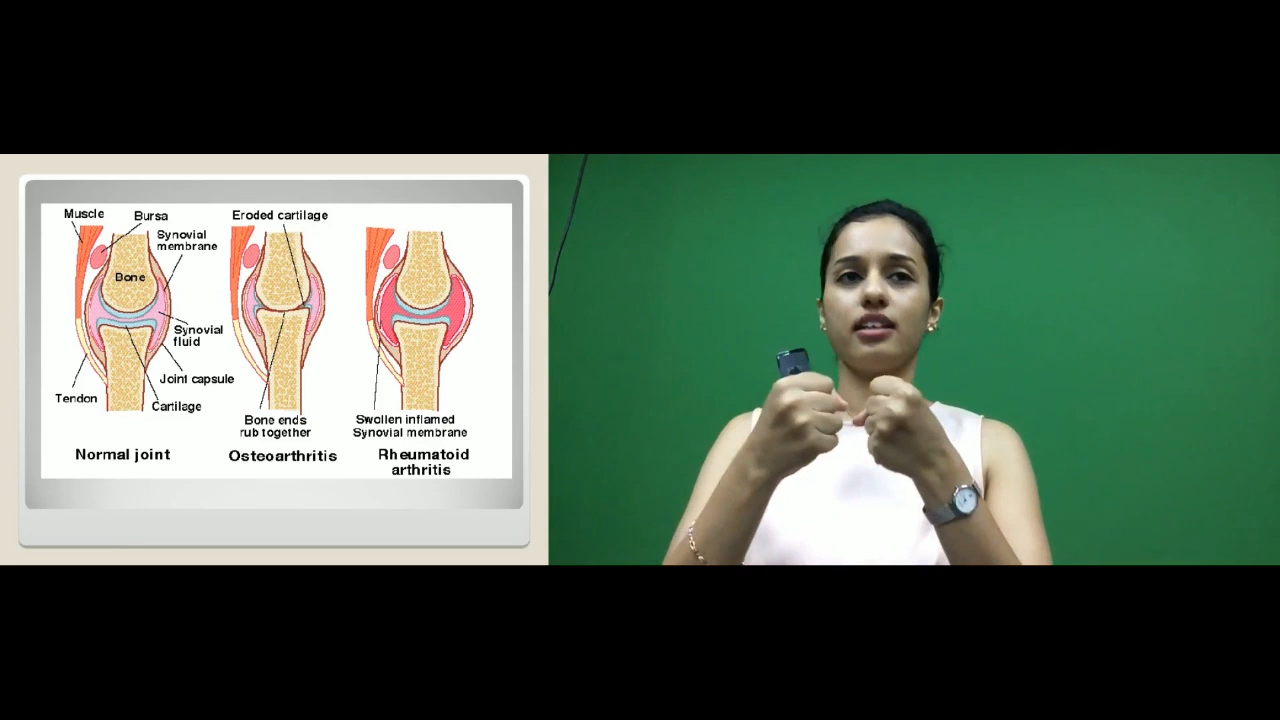 Muscle
Bursa
Synovial
membrane
Bone
Synovial
fluid
Joint capsule
Tendon
Cartilage
Normal joint
Eroded cartilage
Bone ends
rub together
Osteoarthritis
Swollen inflamed
Synovial membrane
Rheumatoid
arthritis